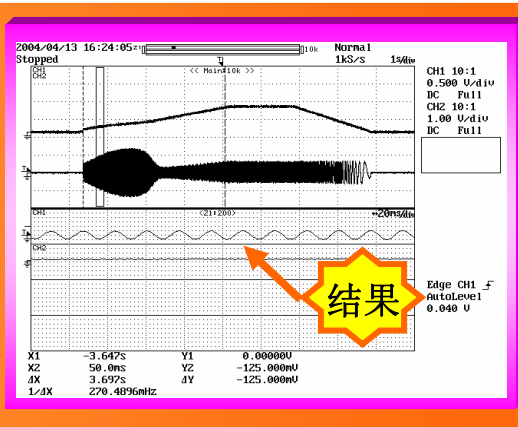 2004/04/13 16:24:05 10k Normal
Stopped 1kS/s 1s/div
CH1
CH2
<< Main:10k >>
CH1 10:1
0.500 V/div
DC Full
CH2 10:1
1.00 V/div
DC Full
CH1 <Z1:200> 20ms/div
CH2
结果
Edge CH1
AutoLevel
0.040 V
X1 -3.647s Y1 0.00000V
X2 50.0ms Y2 -125.000mV
ΔX 3.697s ΔY -125.000mV
1/ΔX 270.4896mHz